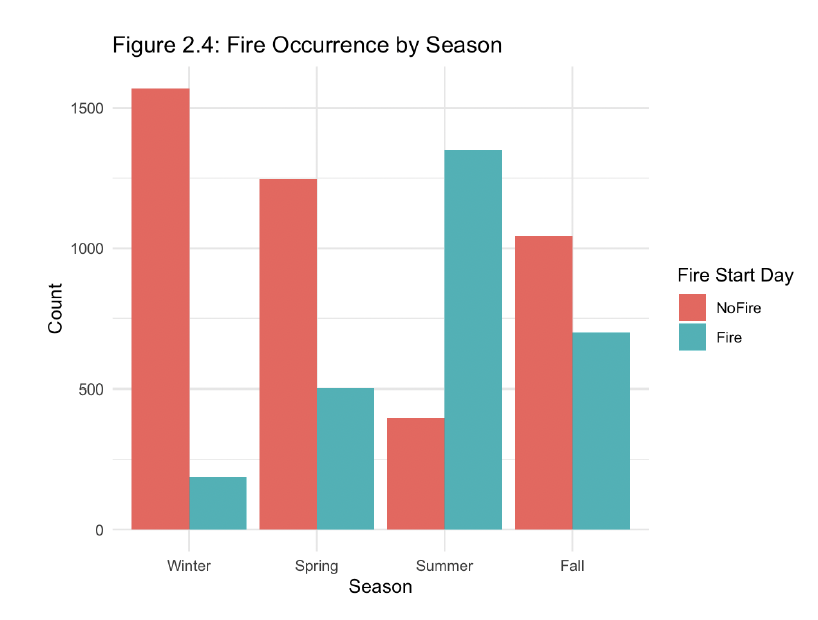 Figure 2.4: Fire Occurrence by Season
1500
1000
500
0
Count
Winter Spring Summer Fall
Season
Fire Start Day
NoFire
Fire